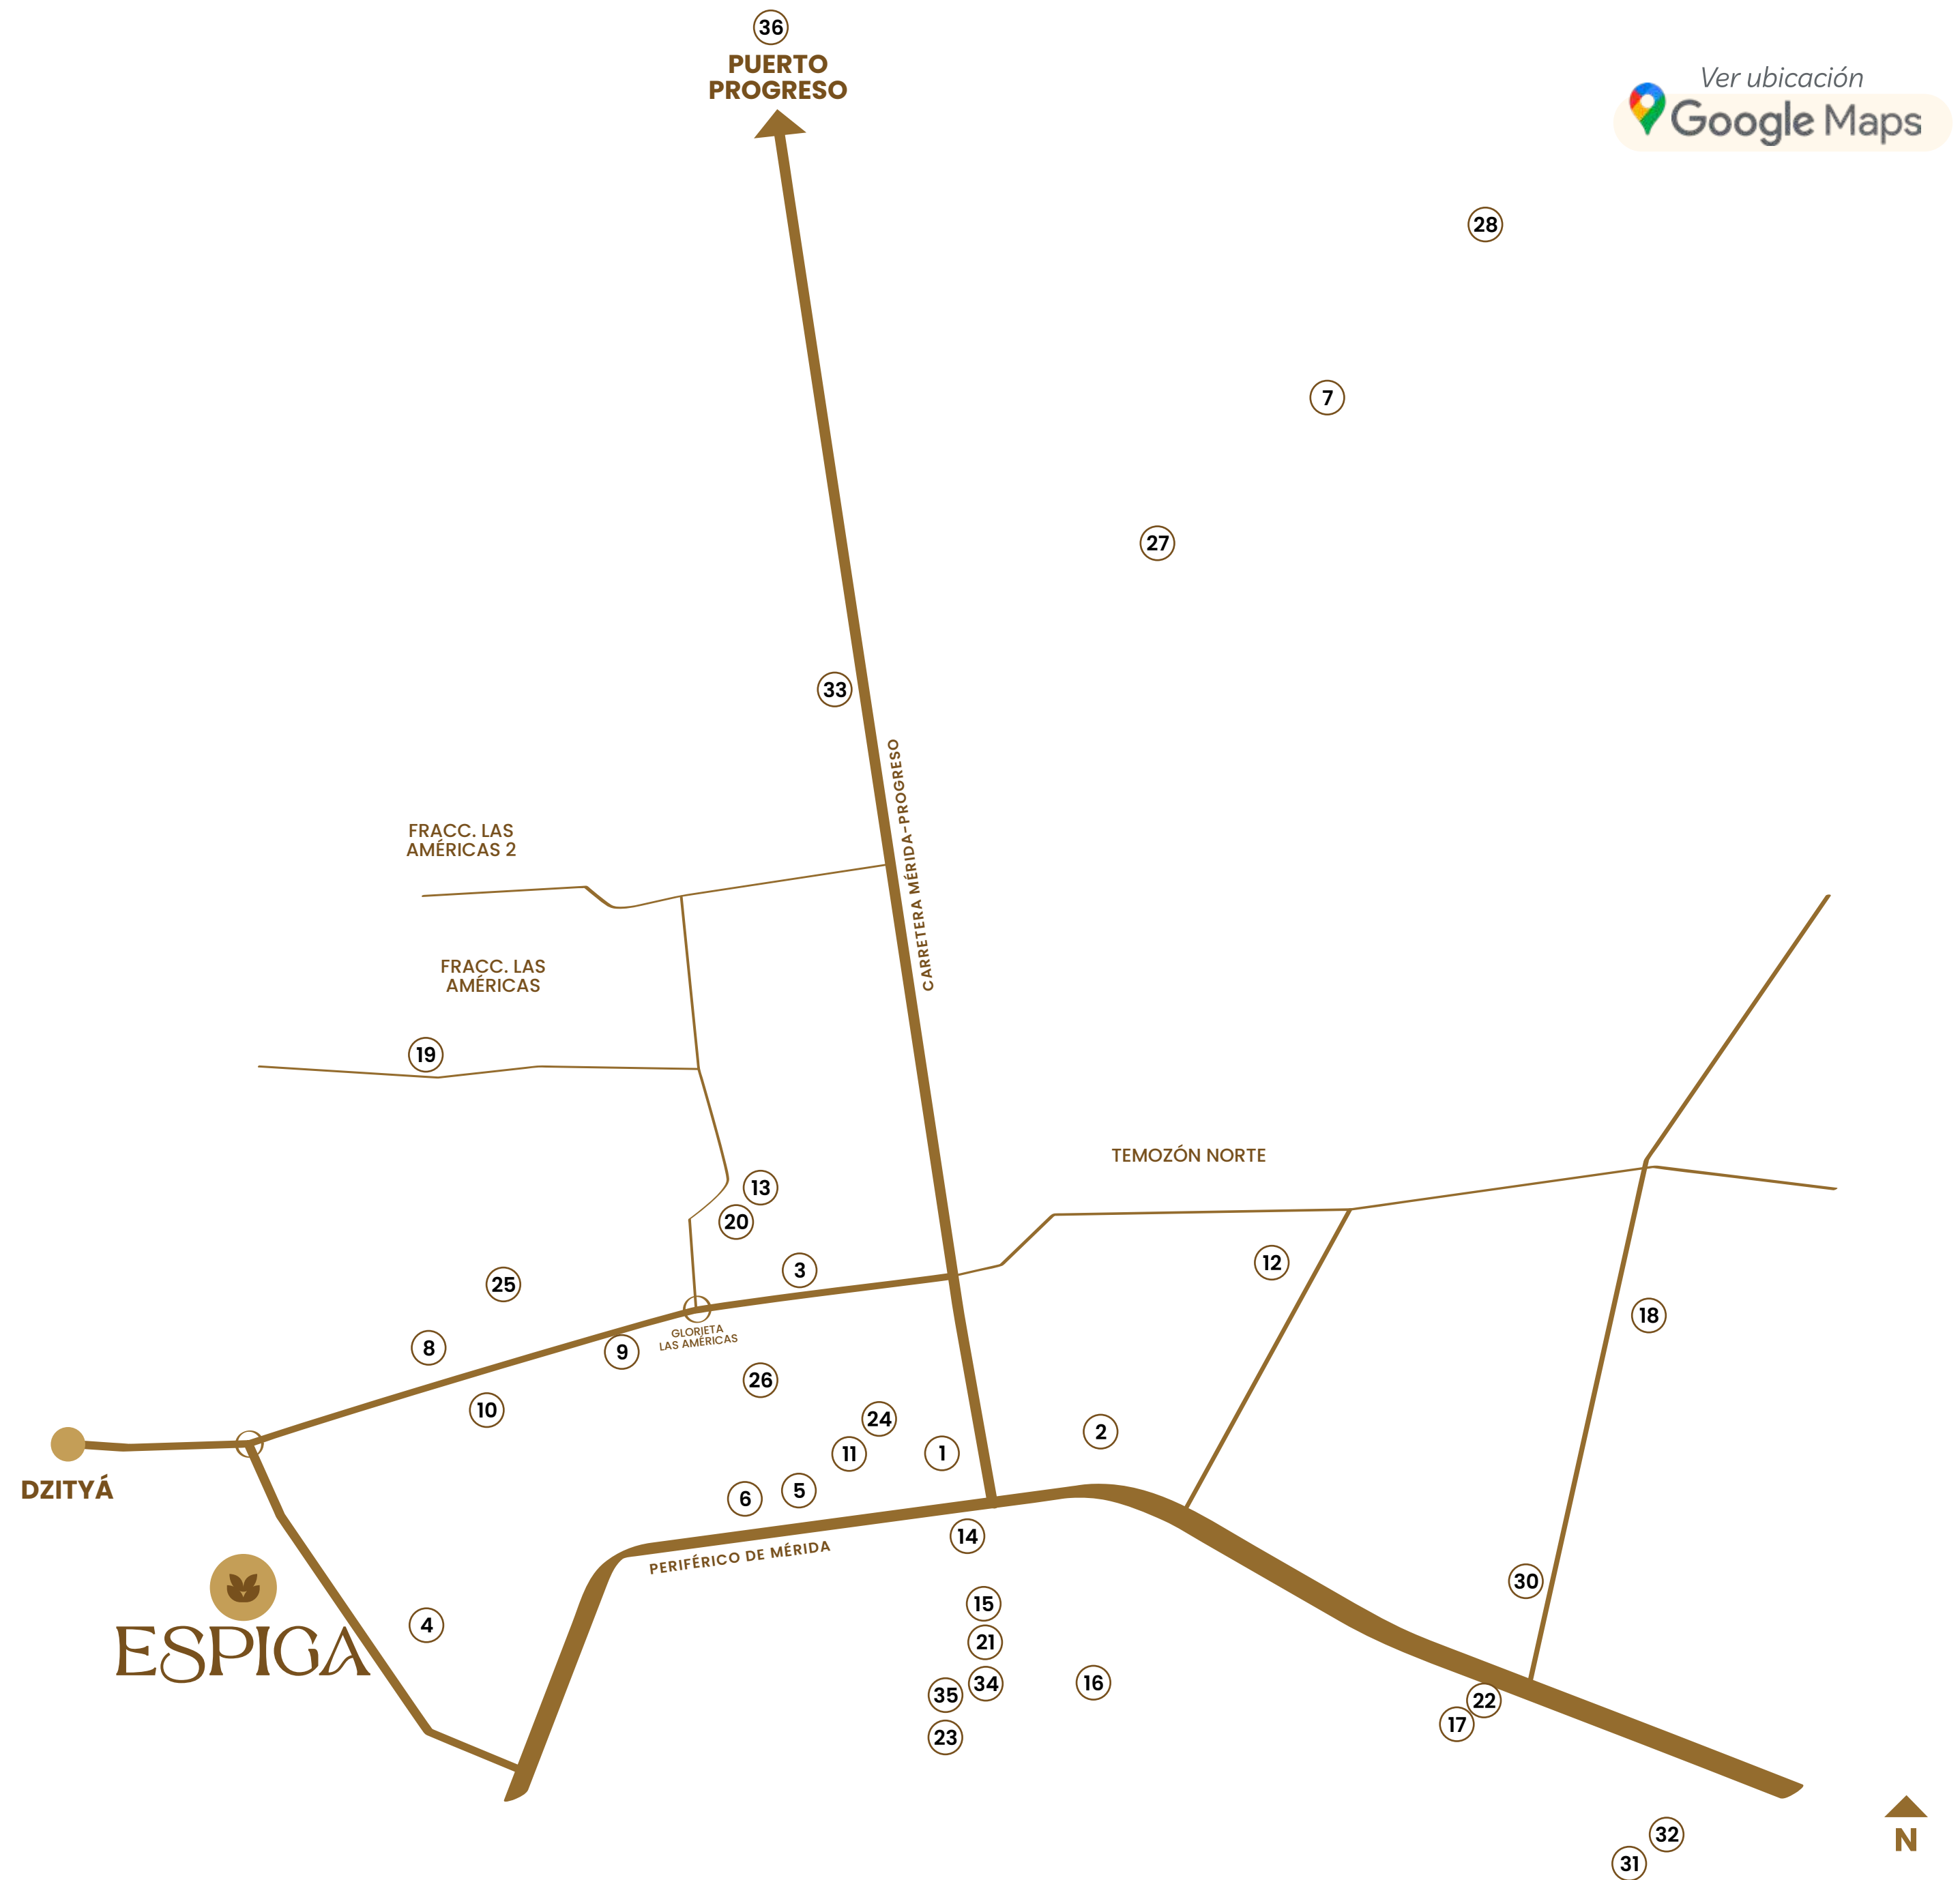 36
PUERTO
PROGRESO
Ver ubicación
Google Maps
28
7
27
33
CARRETERA MÉRIDA-PROGRESO
FRACC. LAS
AMÉRICAS 2
FRACC. LAS
AMÉRICAS
19
TEMOZÓN NORTE
13
20
3
12
25
18
GLORIETA
LAS AMÉRICAS
8
9
26
10
24
2
11
1
DZITYÁ
6
5
14
PERIFÉRICO DE MÉRIDA
30
15
4
ESPIGA
21
34
16
35
22
17
23
32
N
31